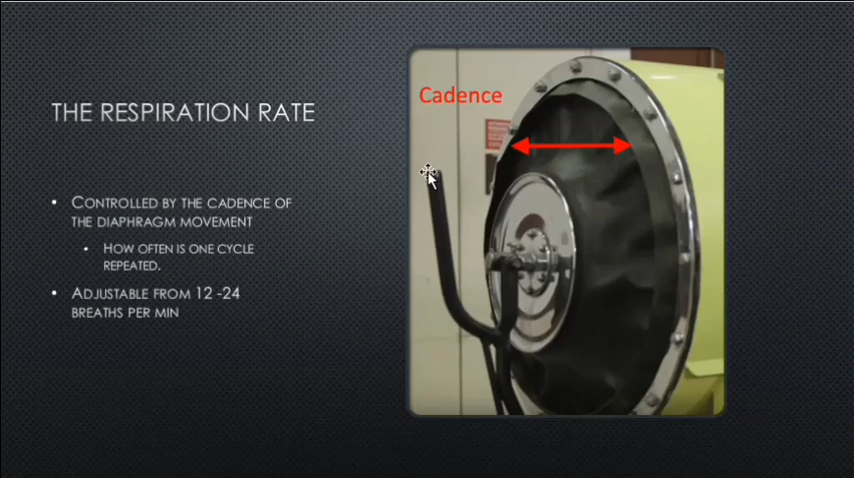 THE RESPIRATION RATE
• CONTROLLED BY THE CADENCE OF
THE DIAPHRAGM MOVEMENT
• HOW OFTEN IS ONE CYCLE
REPEATED.
• ADJUSTABLE FROM 12 -24
BREATHS PER MIN
Cadence